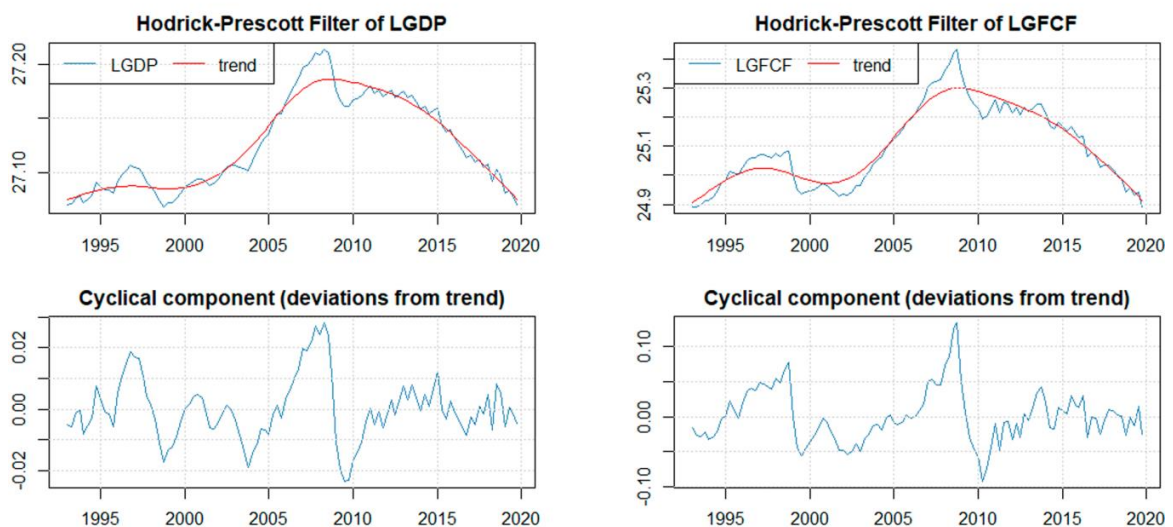 Hodrick-Prescott Filter of LGDP
27.20
27.10
LGDP trend
1995 2000 2005 2010 2015 2020
Cyclical component (deviations from trend)
0.02
0.00
-0.02
1995 2000 2005 2010 2015 2020
Hodrick-Prescott Filter of LGFCF
25.3
25.1
24.9
LGFCF trend
1995 2000 2005 2010 2015 2020
Cyclical component (deviations from trend)
0.10
0.00
-0.10
1995 2000 2005 2010 2015 2020